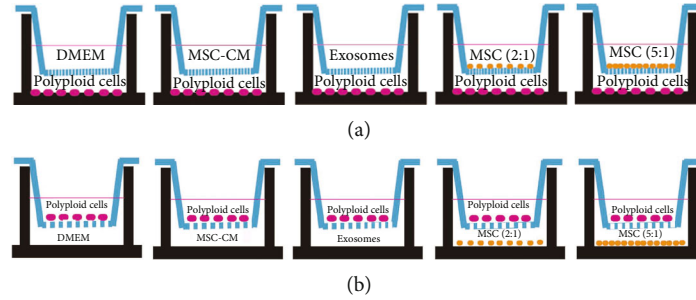 DMEM MSC-CM Exosomes MSC (2:1) MSC (5:1)
Polyploid cells Polyploid cells Polyploid cells Polyploid cells Polyploid cells
(a)
Polyploid cells Polyploid cells Polyploid cells Polyploid cells Polyploid cells
DMEM MSC-CM Exosomes MSC (2:1) MSC (5:1)
(b)